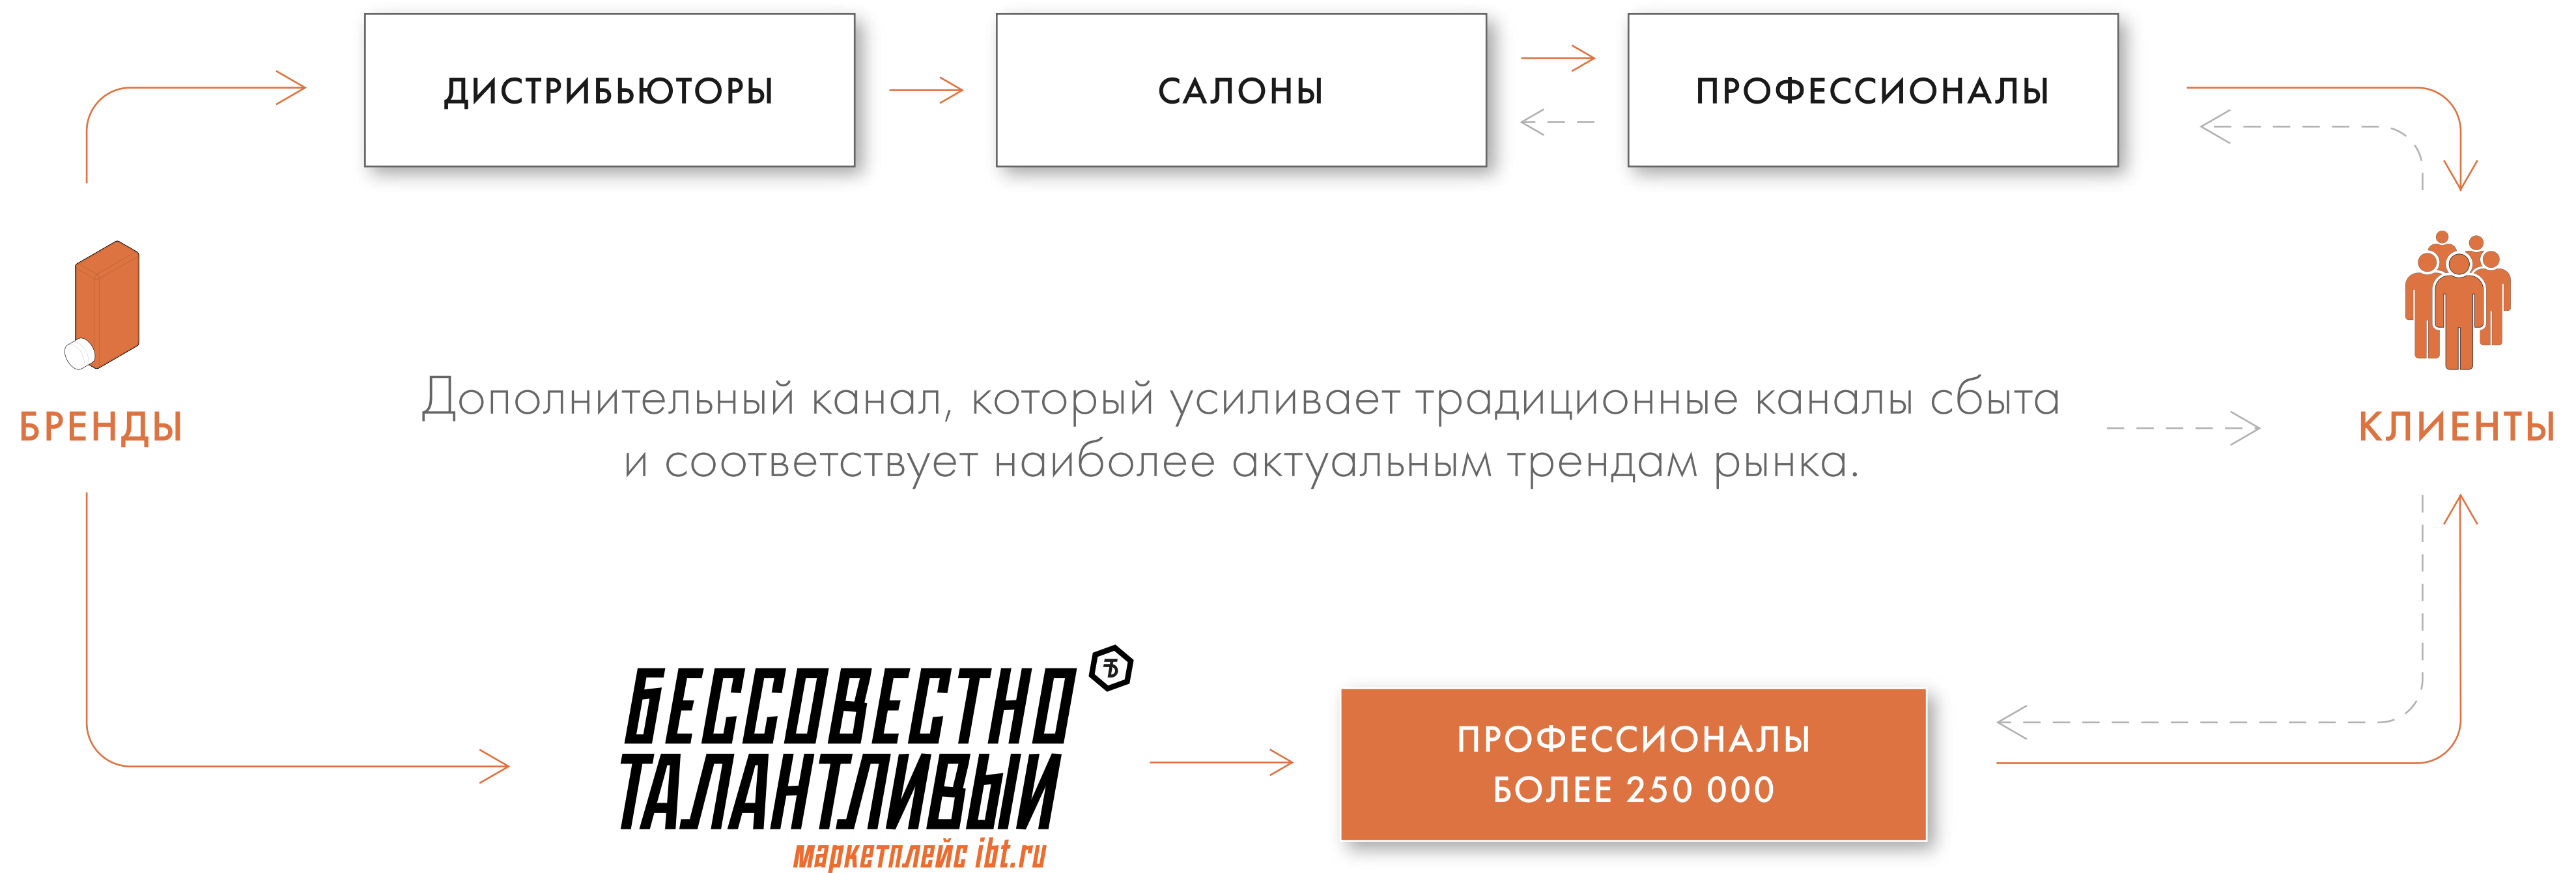 ДИСТРИБЬЮТОРЫ
САЛОНЫ
ПРОФЕССИОНАЛЫ
БРЕНДЫ
Дополнительный канал, который усиливает традиционные каналы сбыта
и соответствует наиболее актуальным трендам рынка.
КЛИЕНТЫ
БЕССОВЕСТНО
ТАЛАНТЛИВЫЙ
маркетплейс ibt.ru
ПРОФЕССИОНАЛЫ
БОЛЕЕ 250 000